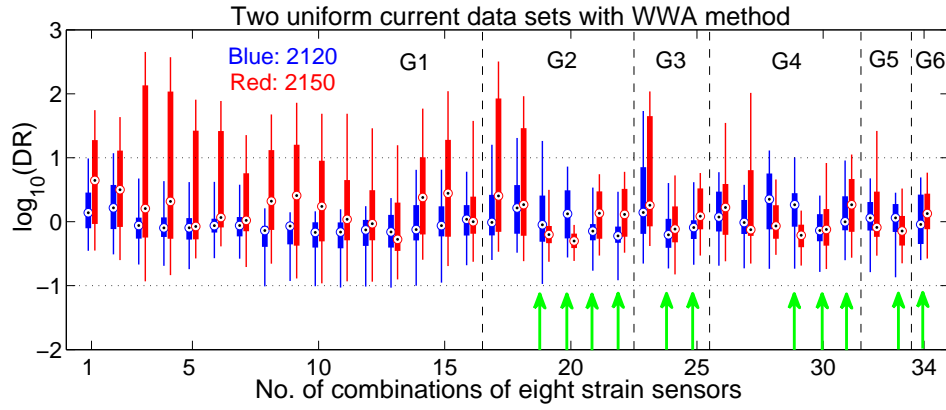 Two uniform current data sets with WWA method
Blue: 2120
Red: 2150
G1 G2 G3 G4 G5 G6
log10(DR)
3
2
1
0
−1
−2
1 5 10 15 20 25 30 34
No. of combinations of eight strain sensors